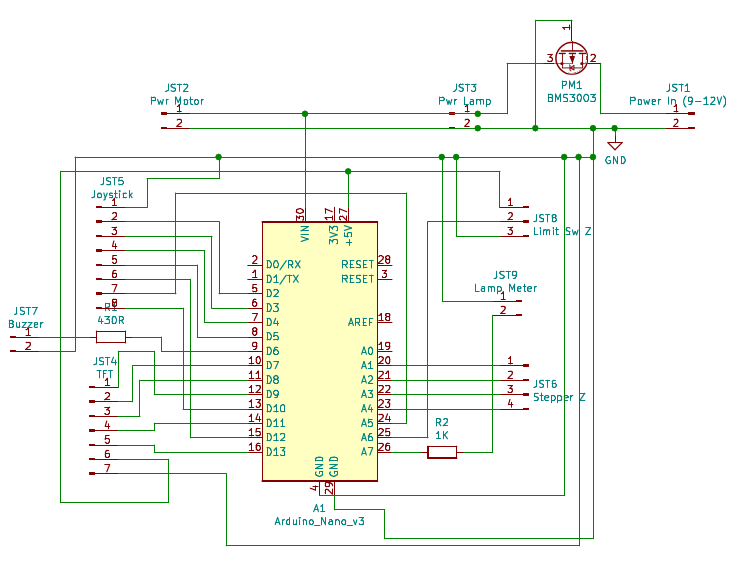 1
3
2
PM1
BMS3003
JST2
Pwr Motor
1
2
JST3
Pwr Lamp
1
2
JST1
Power In (9-12V)
1
2
GND
JST5
Joystick
1
2
3
4
5
6
7
8
30
17
27
VIN
3V3
+5V
2 D0/RX
1 D1/TX
5 D2
6 D3
7 D4
8 D5
9 D6
10 D7
11 D8
12 D9
13 D10
14 D11
15 D12
16 D13
RESET 28
RESET 3
AREF 18
A0 19
A1 20
A2 21
A3 22
A4 23
A5 24
A6 25
A7 26
GND
GND
4
29
A1
Arduino_Nano_v3
1
2
3
JST8
Limit Sw Z
JST9
Lamp Meter
1
2
JST7
Buzzer
1
2
R1
430R
JST4
TFT
1
2
3
4
5
6
7
1
2
3
4
JST6
Stepper Z
R2
1K